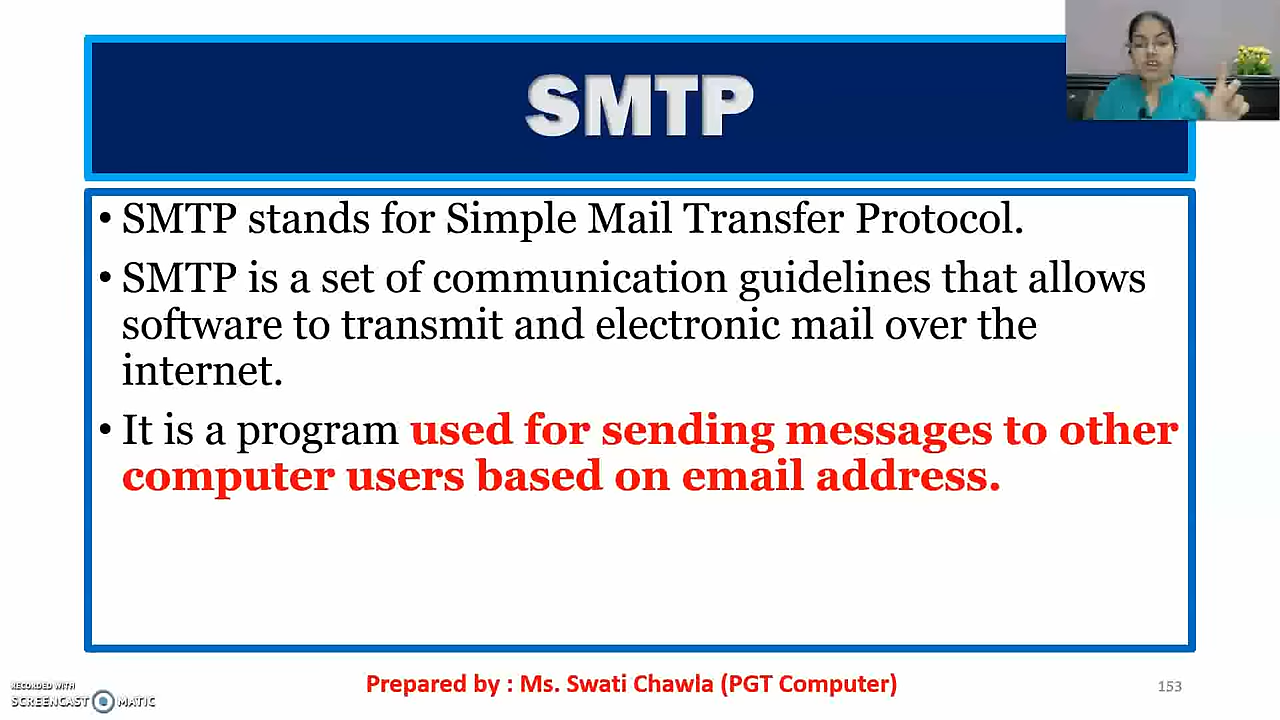 SMTP
• SMTP stands for Simple Mail Transfer Protocol.
• SMTP is a set of communication guidelines that allows
software to transmit and electronic mail over the
internet.
• It is a program used for sending messages to other
computer users based on email address.
Prepared by : Ms. Swati Chawla (PGT Computer)
153
RECORDED WITH
SCREENCAST MATIC